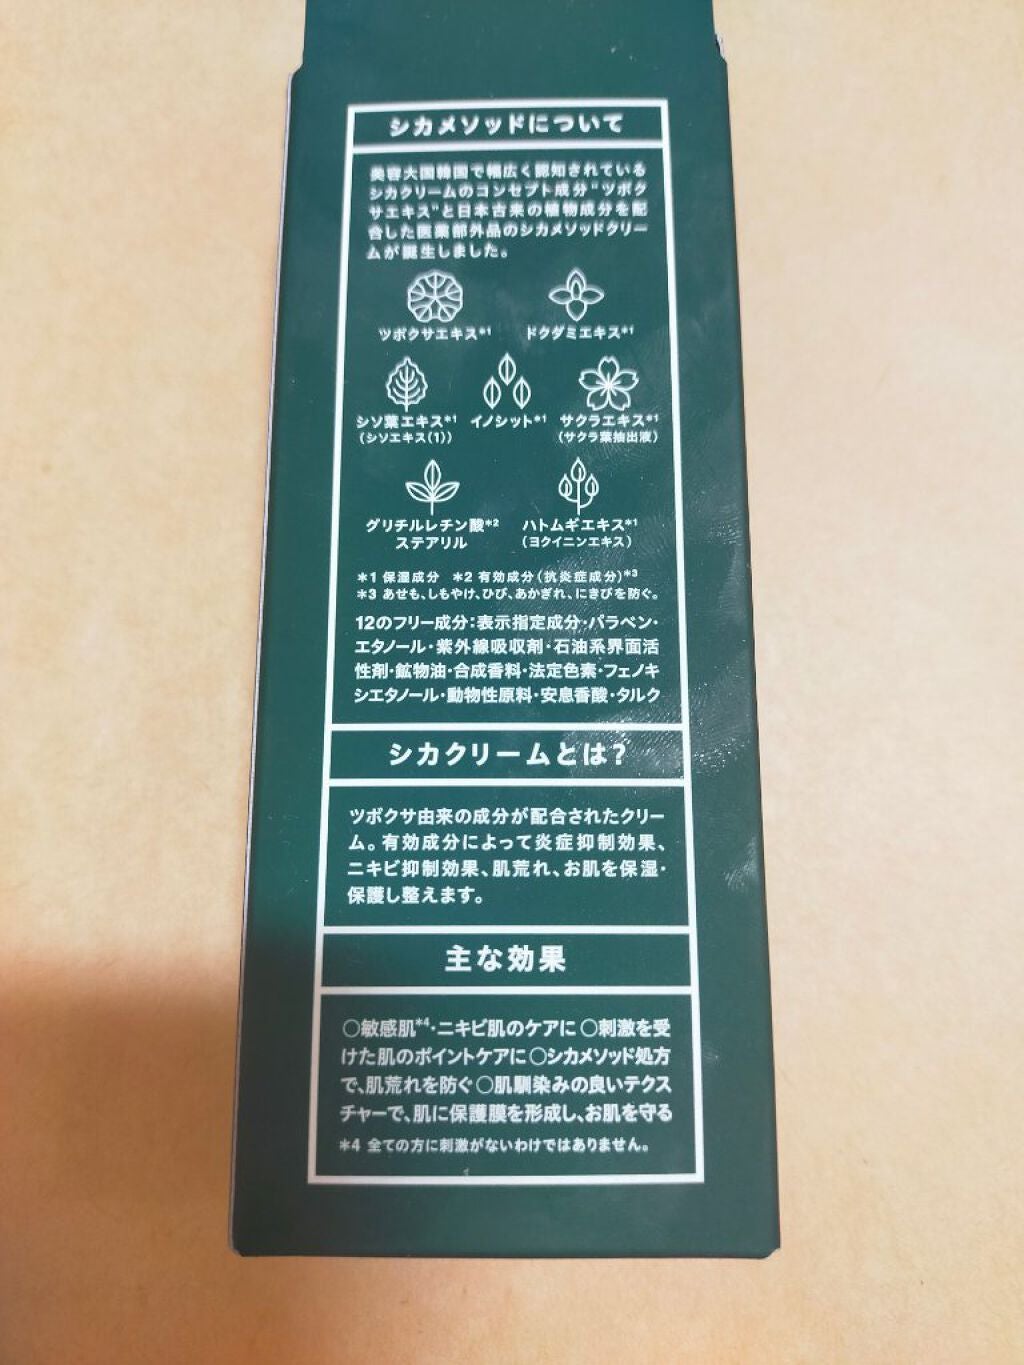 シカメソッドについて
美容大国韓国で幅広く認知されている
シカクリームのコンセプト成分"ツボク
サエキス"と日本古来の植物成分を配
合した医薬部外品のシカメソッドクリー
ムが誕生しました。
ツボクサエキス*1 ドクダミエキス*1
シソ葉エキス*1 イノシット*1 サクラエキス*1
(シソエキス(1)) (サクラ葉抽出液)
グリチルレチン酸*2 ハトムギエキス*1
ステアリル (ヨクイニンエキス)
*1 保湿成分 *2 有効成分(抗炎症成分)*3
*3 あせも、しもやけ、ひび、あかぎれ、にきびを防ぐ。
12のフリー成分:表示指定成分・パラベン・
エタノール・紫外線吸収剤・石油系界面活
性剤・鉱物油・合成香料・法定色素・フェノキ
シエタノール・動物性原料・安息香酸・タルク
シカクリームとは?
ツボクサ由来の成分が配合されたクリー
ム。有効成分によって炎症抑制効果、
ニキビ抑制効果、肌荒れ、お肌を保湿・
保護し整えます。
主な効果
○敏感肌*4・ニキビ肌のケアに ○刺激を受
けた肌のポイントケアに ○シカメソッド処方
で、肌荒れを防ぐ ○肌馴染みの良いテクス
チャーで、肌に保護膜を形成し、お肌を守る
*4 全ての方に刺激がないわけではありません。